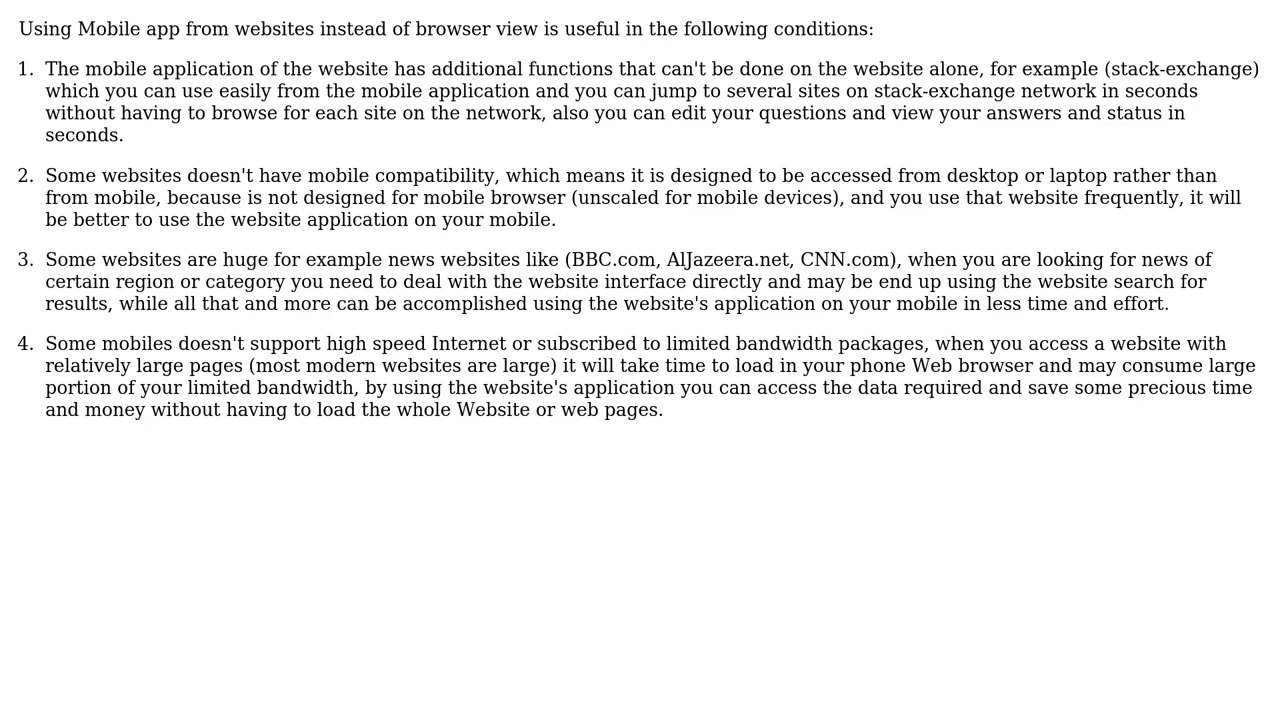 Using Mobile app from websites instead of browser view is useful in the following conditions:
1. The mobile application of the website has additional functions that can't be done on the website alone, for example (stack-exchange)
which you can use easily from the mobile application and you can jump to several sites on stack-exchange network in seconds
without having to browse for each site on the network, also you can edit your questions and view your answers and status in
seconds.
2. Some websites doesn't have mobile compatibility, which means it is designed to be accessed from desktop or laptop rather than
from mobile, because is not designed for mobile browser (unscaled for mobile devices), and you use that website frequently, it will
be better to use the website application on your mobile.
3. Some websites are huge for example news websites like (BBC.com, AlJazeera.net, CNN.com), when you are looking for news of
certain region or category you need to deal with the website interface directly and may be end up using the website search for
results, while all that and more can be accomplished using the website's application on your mobile in less time and effort.
4. Some mobiles doesn't support high speed Internet or subscribed to limited bandwidth packages, when you access a website with
relatively large pages (most modern websites are large) it will take time to load in your phone Web browser and may consume large
portion of your limited bandwidth, by using the website's application you can access the data required and save some precious time
and money without having to load the whole Website or web pages.